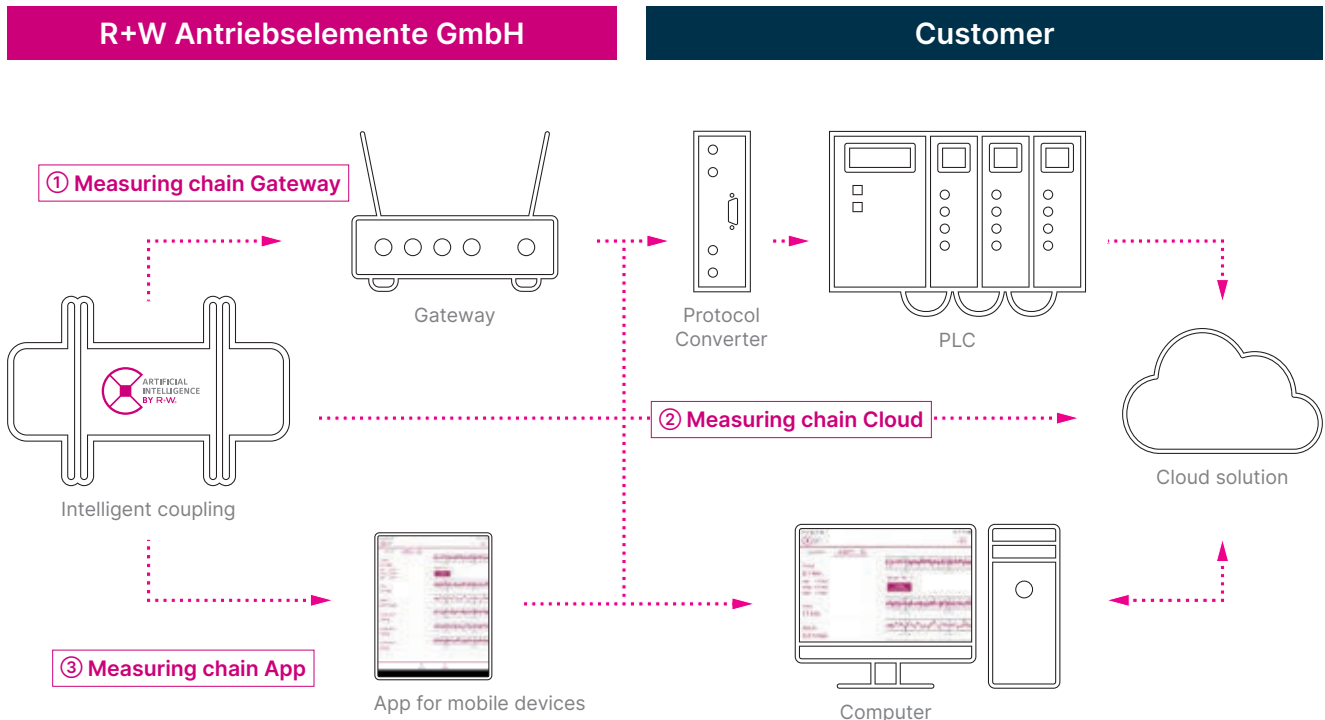 R+W Antriebselemente GmbH
Customer
① Measuring chain Gateway
Gateway
Protocol
Converter
PLC
ARTIFICIAL
INTELLIGENCE
BY R+W.
② Measuring chain Cloud
Cloud solution
Intelligent coupling
③ Measuring chain App
App for mobile devices
Computer